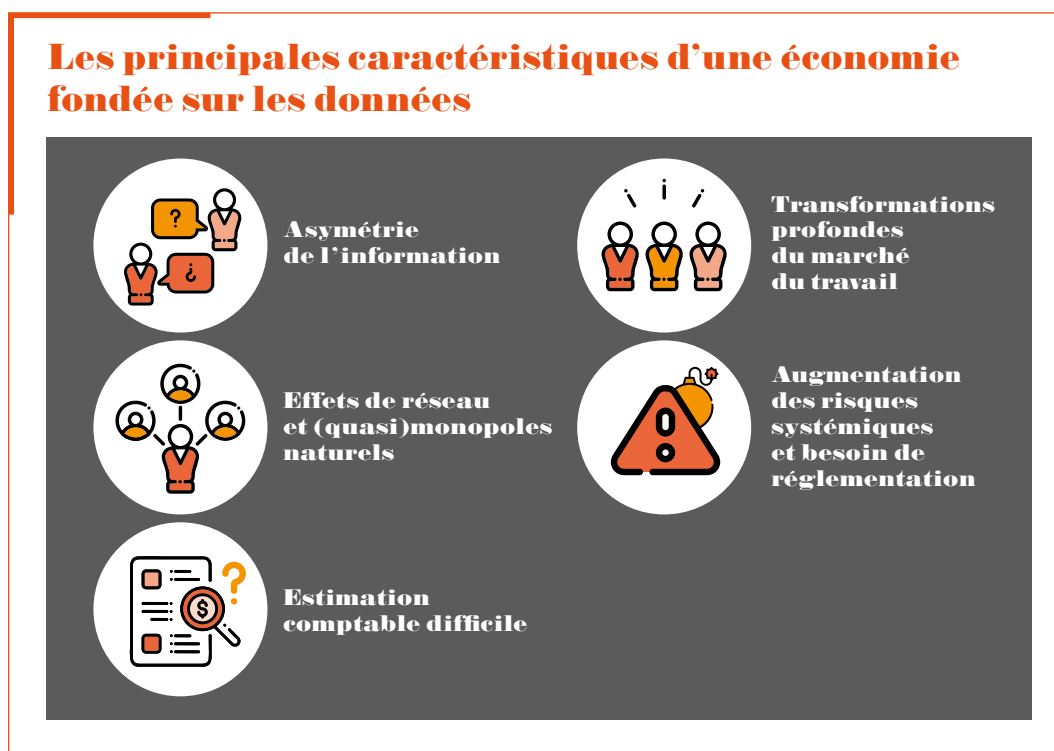 Les principales caractéristiques d'une économie
fondée sur les données
?
¿
Asymétrie
de l'information
Effets de réseau
et (quasi)monopoles
naturels
$
?
Estimation
comptable difficile
Transformations
profondes
du marché
du travail
Augmentation
des risques
systémiques
et besoin de
réglementation